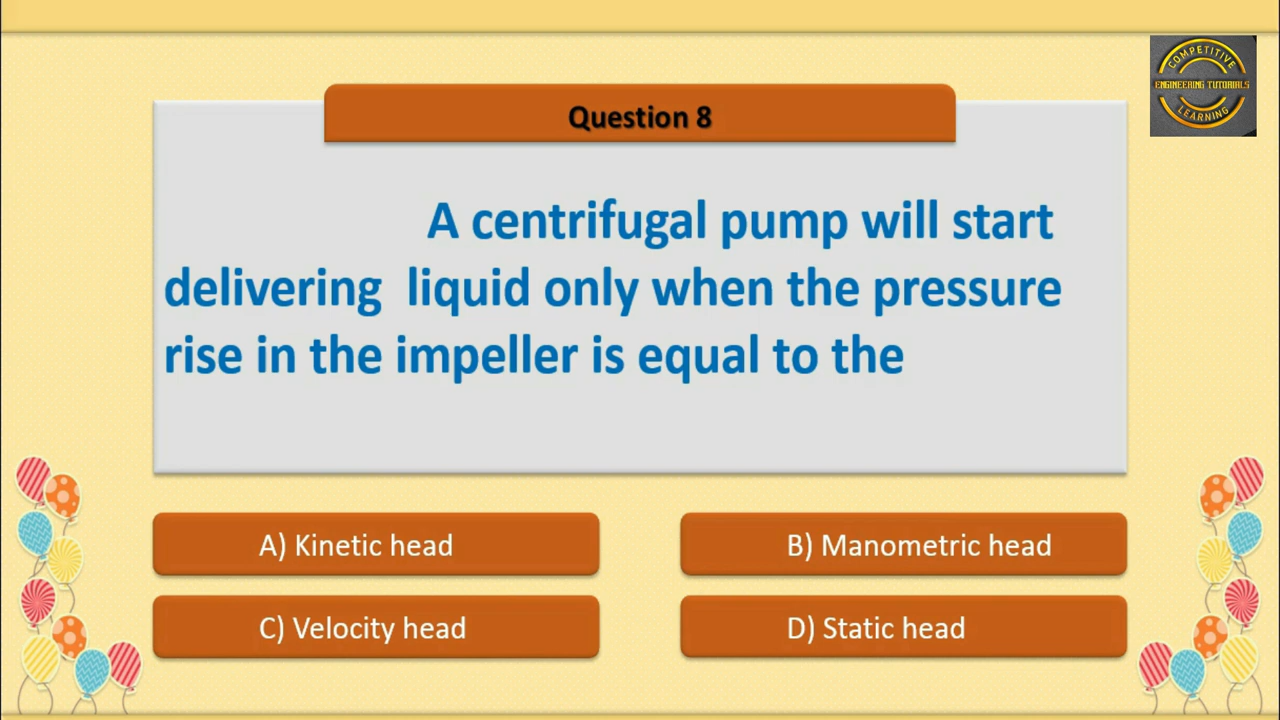 COMPETITIVE
ENGINEERING TUTORIALS
LEARNING
Question 8
A centrifugal pump will start
delivering liquid only when the pressure
rise in the impeller is equal to the
A) Kinetic head
B) Manometric head
C) Velocity head
D) Static head